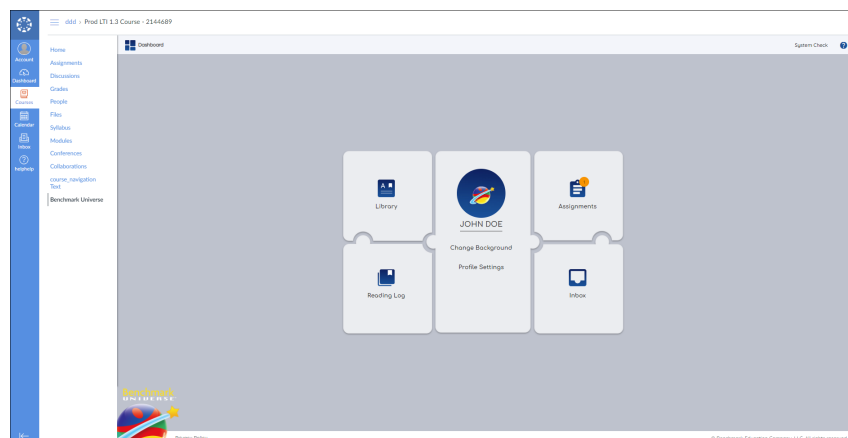 ddd › Prod LTI 1.3 Course - 2144689
Account
Dashboard
Courses
Calendar
Inbox
helphelp
Home
Assignments
Discussions
Grades
People
Files
Syllabus
Modules
Conferences
Collaborations
course_navigation
Text
Benchmark Universe
Dashboard
System Check
Library
JOHN DOE
Change Background
Profile Settings
Assignments
Reading Log
Inbox
Benchmark
UNIVERSE
Privacy Policy